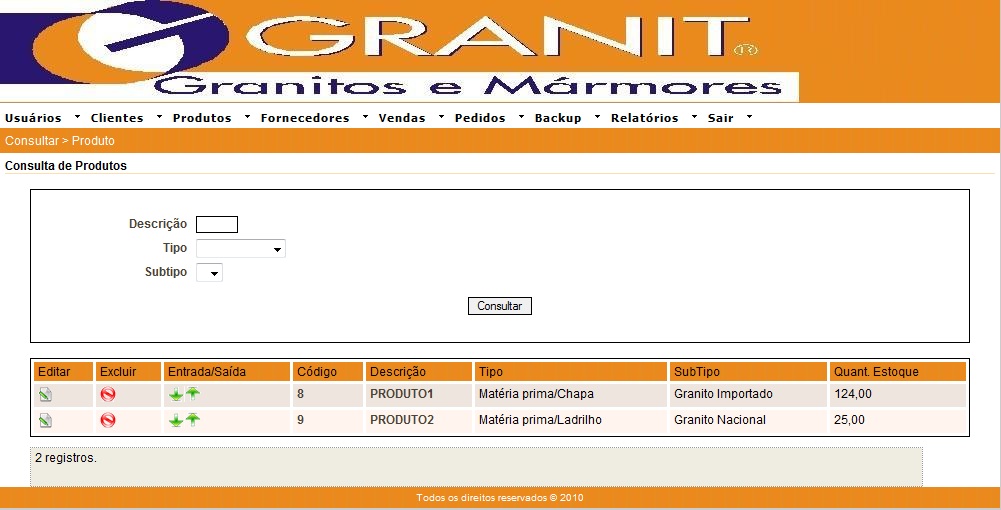 GRANIT®
Granitos e Mármores
Usuários Clientes Produtos Fornecedores Vendas Pedidos Backup Relatórios Sair
Consultar > Produto
Consulta de Produtos
Descrição
Tipo
Subtipo
Consultar
Editar Excluir Entrada/Saída Código Descrição Tipo SubTipo Quant. Estoque
8 PRODUTO1 Matéria prima/Chapa Granito Importado 124,00
9 PRODUTO2 Matéria prima/Ladrilho Granito Nacional 25,00
2 registros.
Todos os direitos reservados © 2010